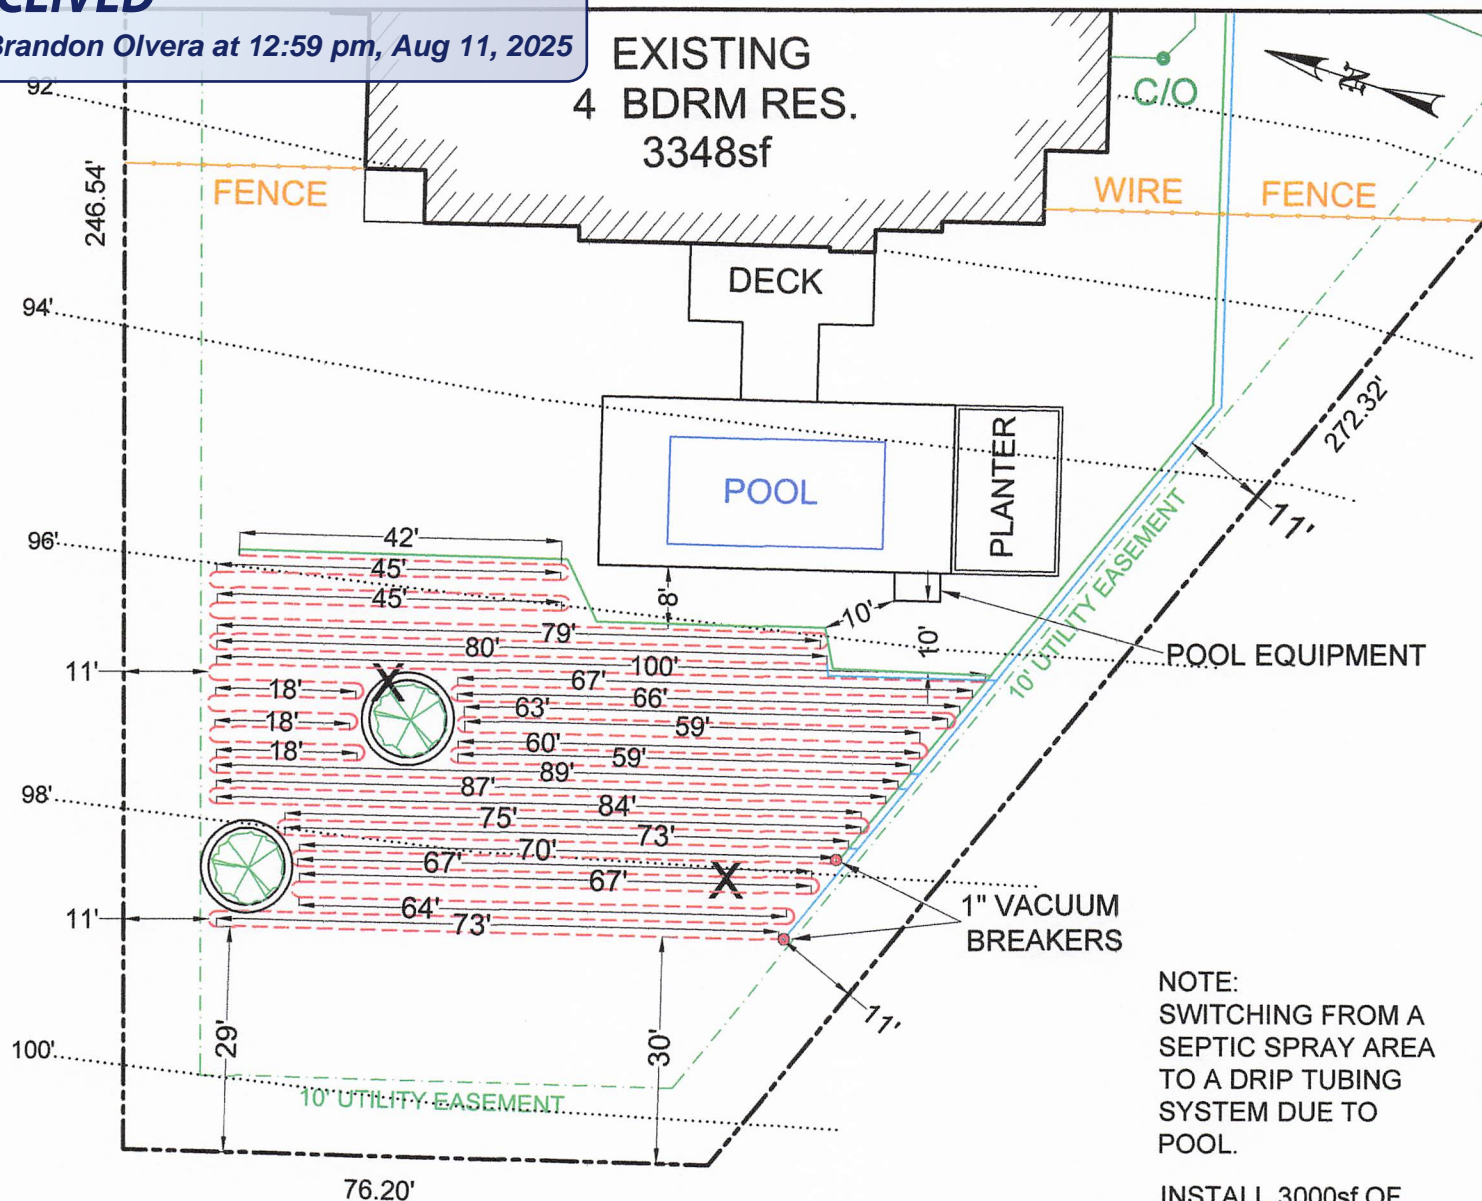 CEIVED
Brandon Olvera at 12:59 pm, Aug 11, 2025
EXISTING
4 BDRM RES.
3348sf
C/O
N
92'
246.54'
FENCE
WIRE
FENCE
DECK
94'
272.32'
POOL
PLANTER
11'
10' UTILITY EASEMENT
96'
42'
45'
45'
8'
10'
10'
POOL EQUIPMENT
79'
80'
100'
11'
67'
18'
X
66'
63'
18'
59'
60'
18'
59'
89'
87'
98'
84'
75'
73'
70'
67'
67'
X
64'
11'
73'
1" VACUUM
BREAKERS
11'
29'
30'
100'
10' UTILITY EASEMENT
76.20'
NOTE:
SWITCHING FROM A
SEPTIC SPRAY AREA
TO A DRIP TUBING
SYSTEM DUE TO
POOL.
INSTALL 3000sf OF